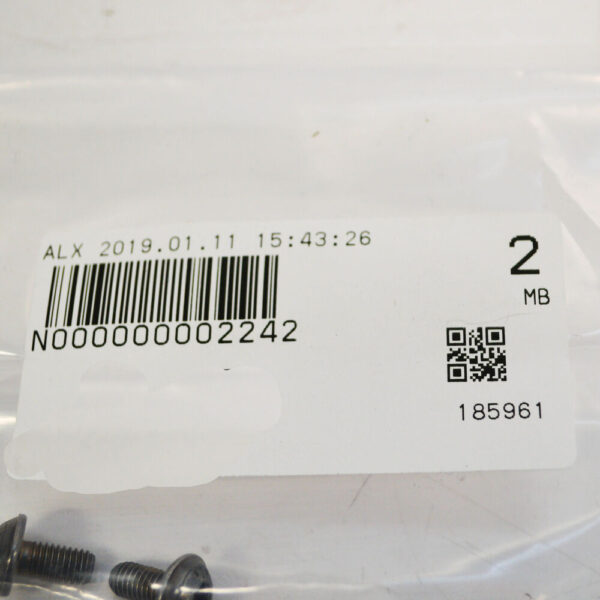 ALX 2019.01.11 15:43:26
2
MB
N000000002242
185961